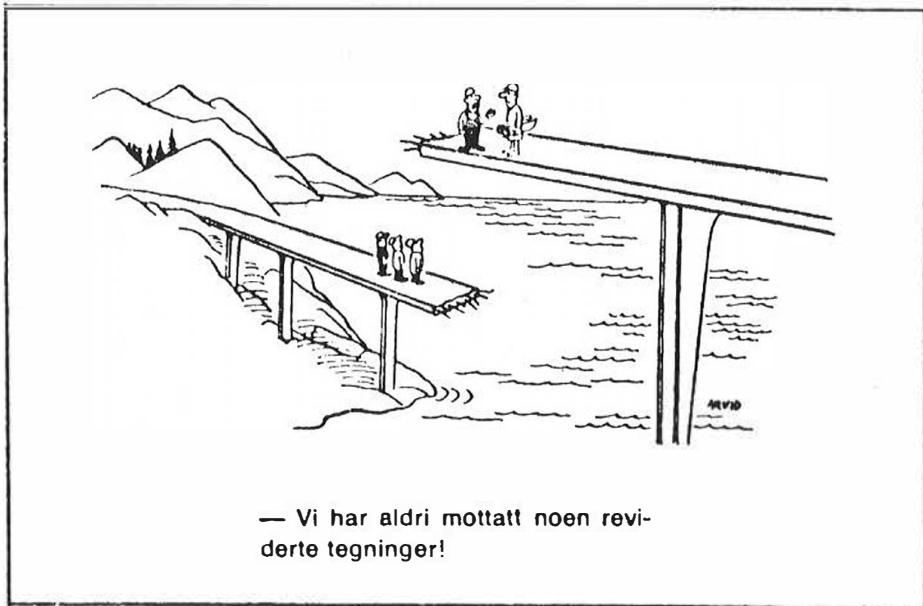 ARVID
— Vi har aldri mottatt noen revi-
derte tegninger!